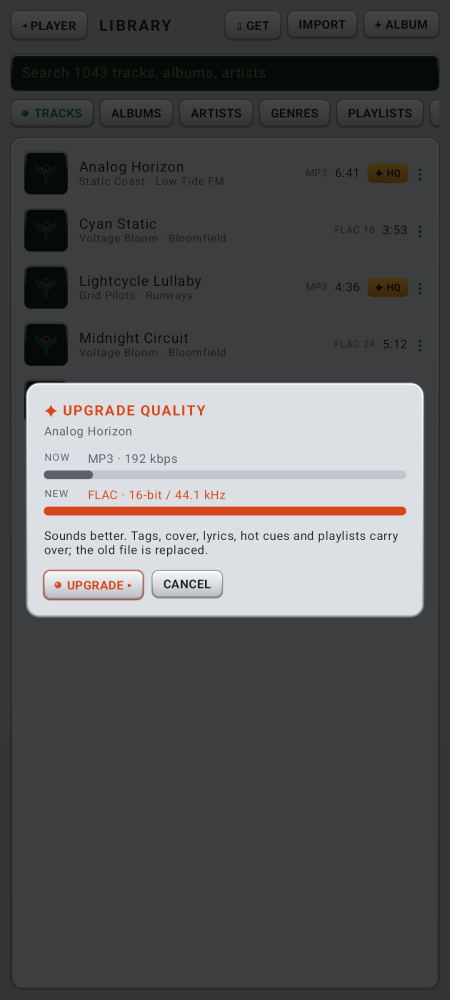 ◂ PLAYER
LIBRARY
⇩ GET
IMPORT
+ ALBUM
Search 1043 tracks, albums, artists
TRACKS
ALBUMS
ARTISTS
GENRES
PLAYLISTS
Analog Horizon
Static Coast · Low Tide FM
MP3 6:41 ✦ HQ ⋮
Cyan Static
Voltage Bloom · Bloomfield
FLAC 16 3:53 ⋮
Lightcycle Lullaby
Grid Pilots · Runways
MP3 4:36 ✦ HQ ⋮
Midnight Circuit
Voltage Bloom · Bloomfield
FLAC 24 5:12 ⋮
✦ UPGRADE QUALITY
Analog Horizon
NOW MP3 · 192 kbps
NEW FLAC · 16-bit / 44.1 kHz
Sounds better. Tags, cover, lyrics, hot cues and playlists carry
over; the old file is replaced.
UPGRADE ▸
CANCEL